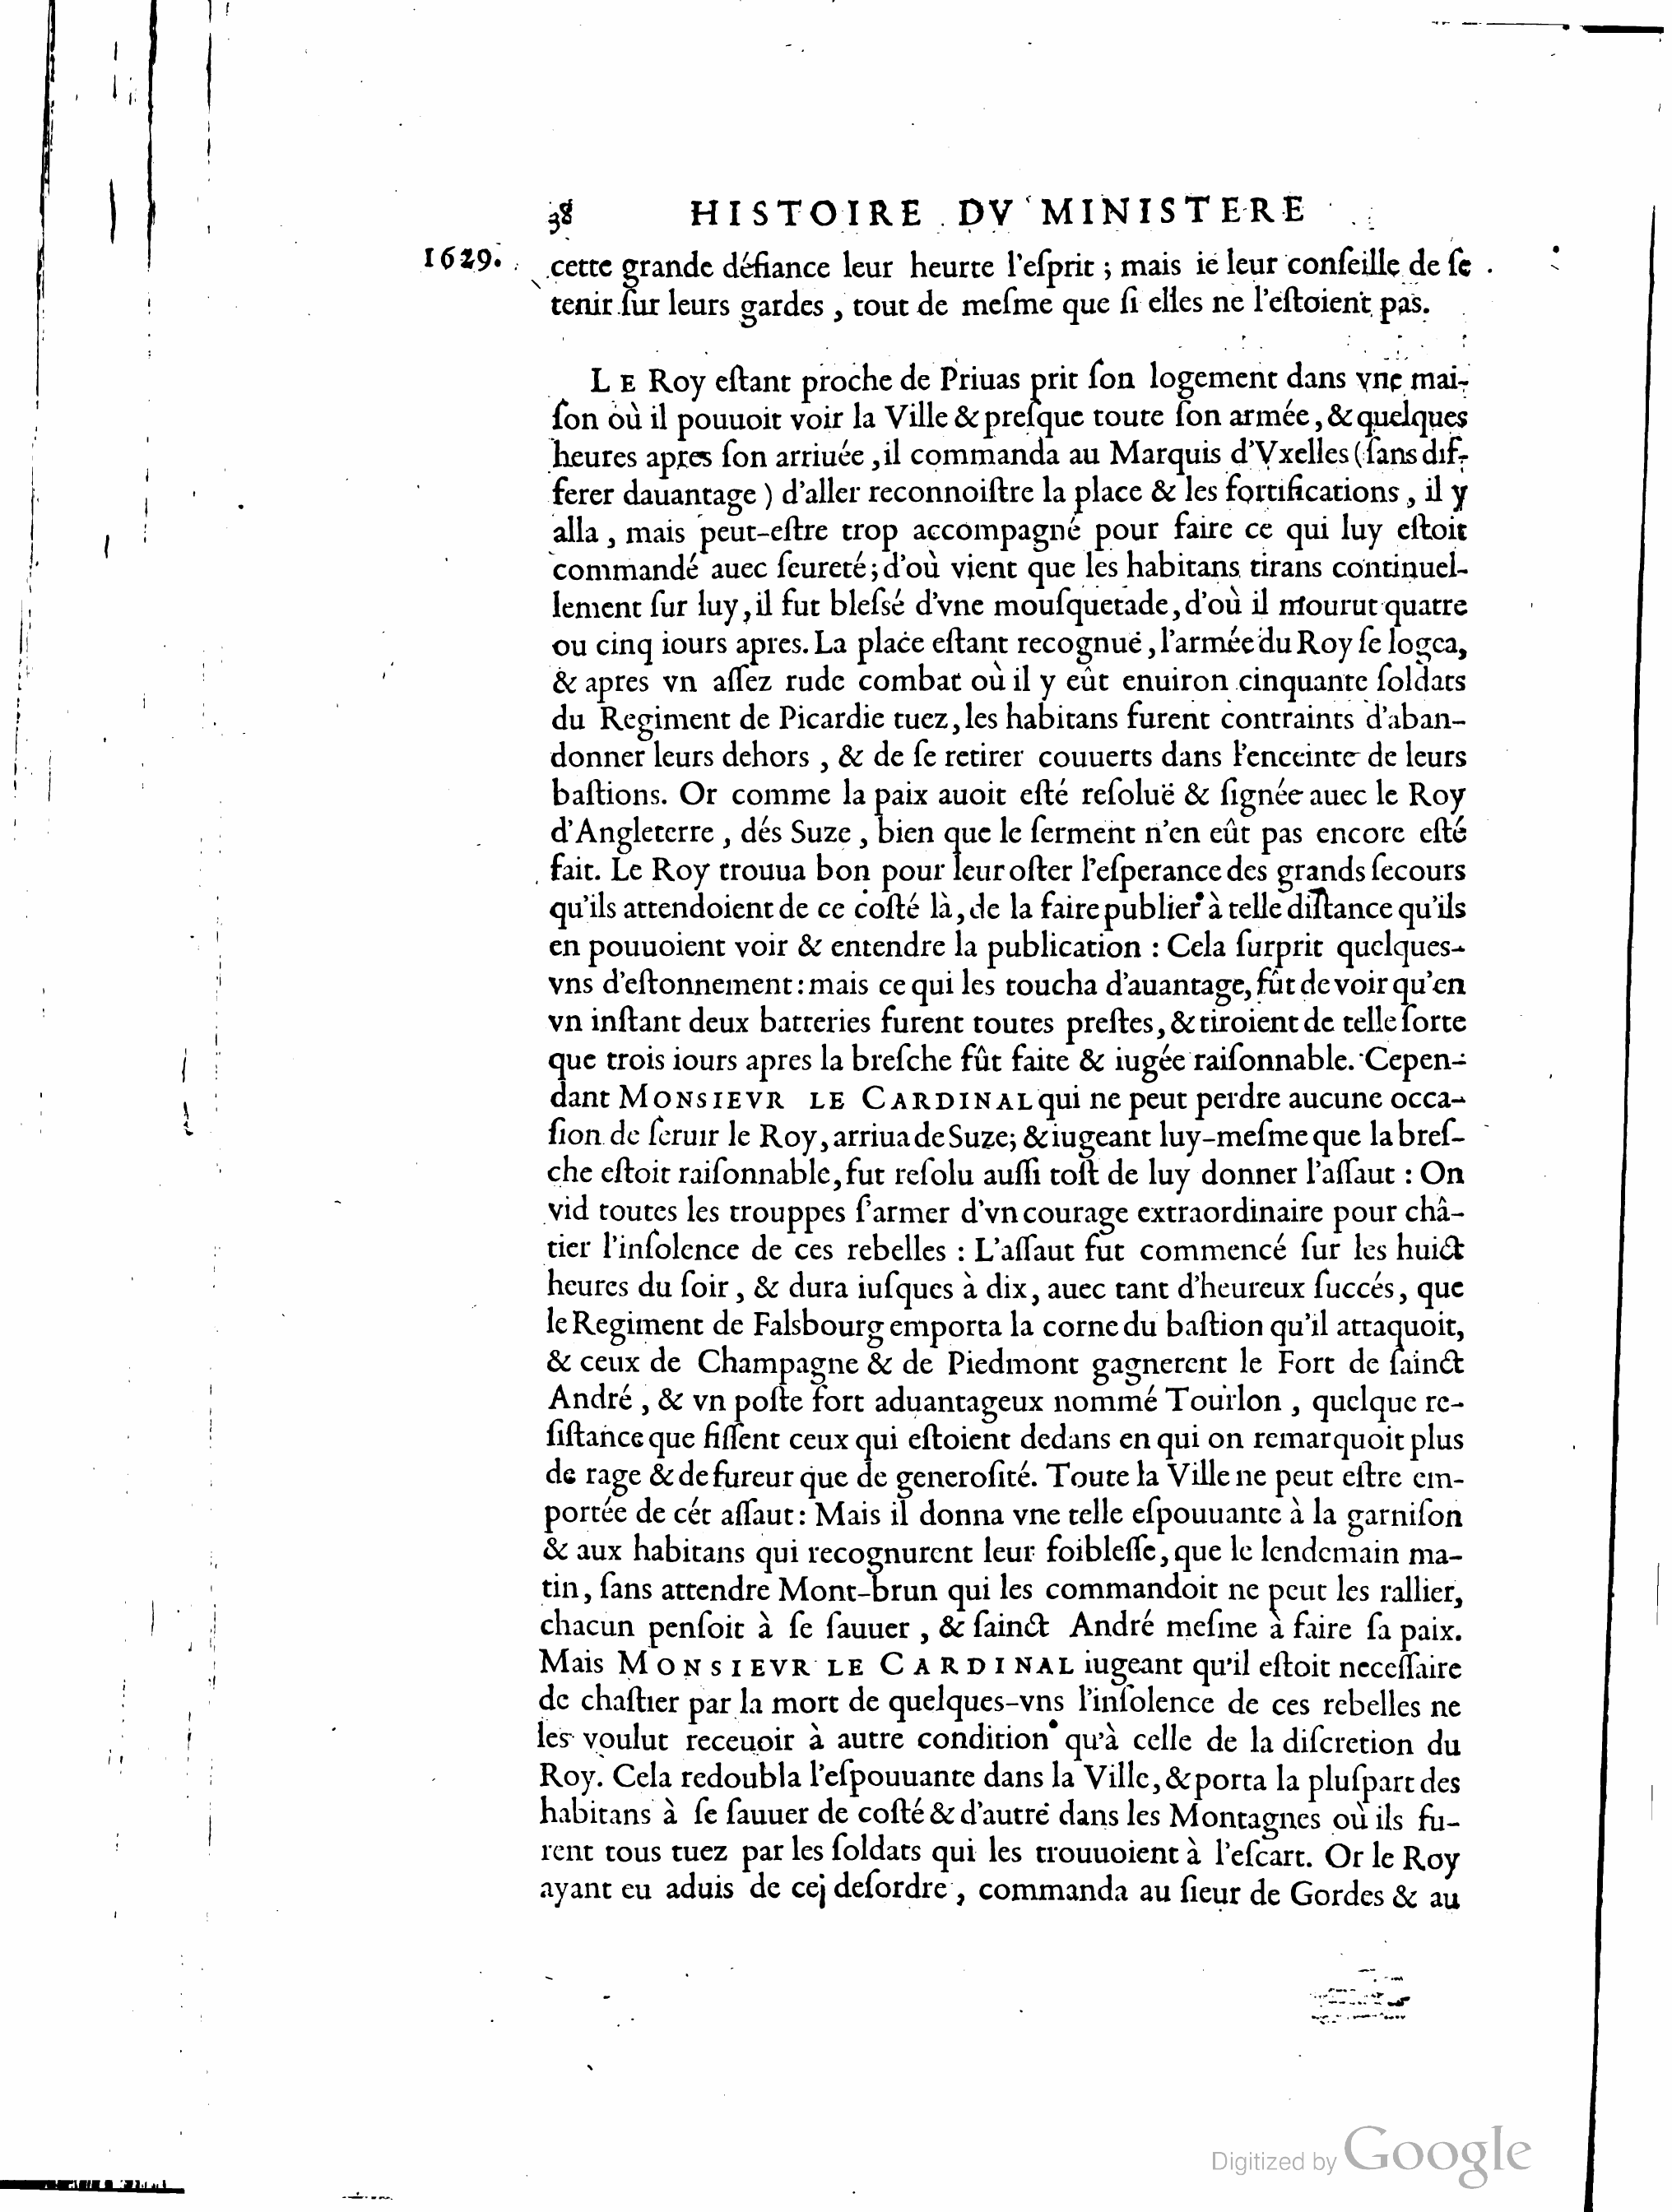 38 HISTOIRE DV MINISTERE
1629. cette grande défiance leur heurte l'eſprit ; mais ie leur conſeille de ſe
tenir ſur leurs gardes , tout de meſme que ſi elles ne l'eſtoient pas.
LE Roy eſtant proche de Priuas prit ſon logement dans vne mai-
ſon où il pouuoit voir la Ville & preſque toute ſon armée, & quelques
heures apres ſon arriuée , il commanda au Marquis d'Vxelles ( ſans dif-
ferer dauantage ) d'aller reconnoiſtre la place & les fortifications , il y
alla , mais peut-eſtre trop accompagné pour faire ce qui luy eſtoit
commandé auec ſeureté ; d'où vient que les habitans tirans continuel-
lement ſur luy, il fut bleſsé d'vne mouſquetade, d'où il mourut quatre
ou cinq iours apres. La place eſtant recognuë , l'armée du Roy ſe logea,
& apres vn aſſez rude combat où il y eût enuiron cinquante ſoldats
du Regiment de Picardie tuez, les habitans furent contraints d'aban-
donner leurs dehors , & de ſe retirer couuerts dans l'enceinte de leurs
baſtions. Or comme la paix auoit eſté reſoluë & ſignée auec le Roy
d'Angleterre , dés Suze , bien que le ſerment n'en eût pas encore eſté
fait. Le Roy trouua bon pour leur oſter l'eſperance des grands ſecours
qu'ils attendoient de ce coſté là, de la faire publier à telle diſtance qu'ils
en pouuoient voir & entendre la publication : Cela ſurprit quelques-
vns d'eſtonnement : mais ce qui les toucha d'auantage, fût de voir qu'en
vn inſtant deux batteries furent toutes preſtes, & tiroient de telle ſorte
que trois iours apres la breſche fût faite & iugée raiſonnable. Cepen-
dant MONSIEVR LE CARDINAL qui ne peut perdre aucune occa-
ſion de ſeruir le Roy, arriua de Suze; & iugeant luy-meſme que la breſ-
che eſtoit raiſonnable, fut reſolu auſſi toſt de luy donner l'aſſaut : On
vid toutes les trouppes ſ'armer d'vn courage extraordinaire pour châ-
tier l'inſolence de ces rebelles : L'aſſaut fut commencé ſur les huict
heures du ſoir , & dura iuſques à dix, auec tant d'heureux ſuccés, que
le Regiment de Falsbourg emporta la corne du baſtion qu'il attaquoit,
& ceux de Champagne & de Piedmont gagnerent le Fort de ſainct
André , & vn poſte fort aduantageux nommé Tourlon , quelque re-
ſiſtance que fiſſent ceux qui eſtoient dedans en qui on remarquoit plus
de rage & de fureur que de generoſité. Toute la Ville ne peut eſtre em-
portée de cét aſſaut : Mais il donna vne telle eſpouuante à la garniſon
& aux habitans qui recognurent leur foibleſſe, que le lendemain ma-
tin, ſans attendre Mont-brun qui les commandoit ne peut les rallier,
chacun penſoit à ſe ſauuer , & ſainct André meſme à faire ſa paix.
Mais MONSIEVR LE CARDINAL iugeant qu'il eſtoit neceſſaire
de chaſtier par la mort de quelques-vns l'inſolence de ces rebelles ne
les voulut receuoir à autre condition qu'à celle de la diſcretion du
Roy. Cela redoubla l'eſpouuante dans la Ville, & porta la pluſpart des
habitans à ſe ſauuer de coſté & d'autre dans les Montagnes où ils fu-
rent tous tuez par les ſoldats qui les trouuoient à l'eſcart. Or le Roy
ayant eu aduis de cej deſordre , commanda au ſieur de Gordes & au
Digitized by Google